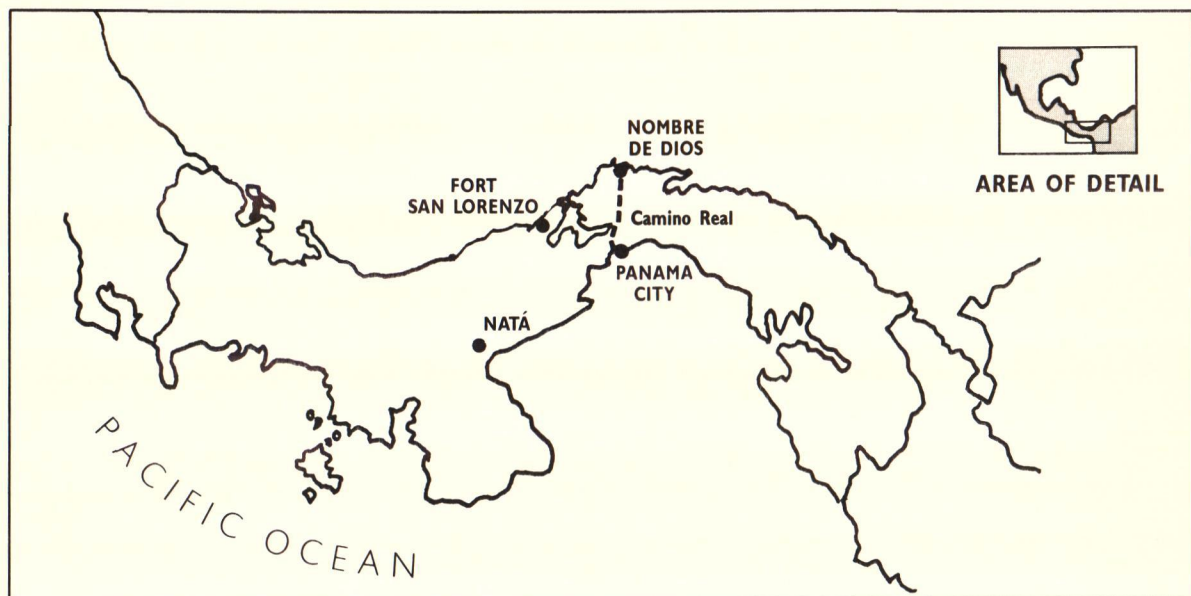 NOMBRE
DE DIOS
FORT
SAN LORENZO
AREA OF DETAIL
Camino Real
PANAMA
CITY
NATÁ
PACIFIC OCEAN